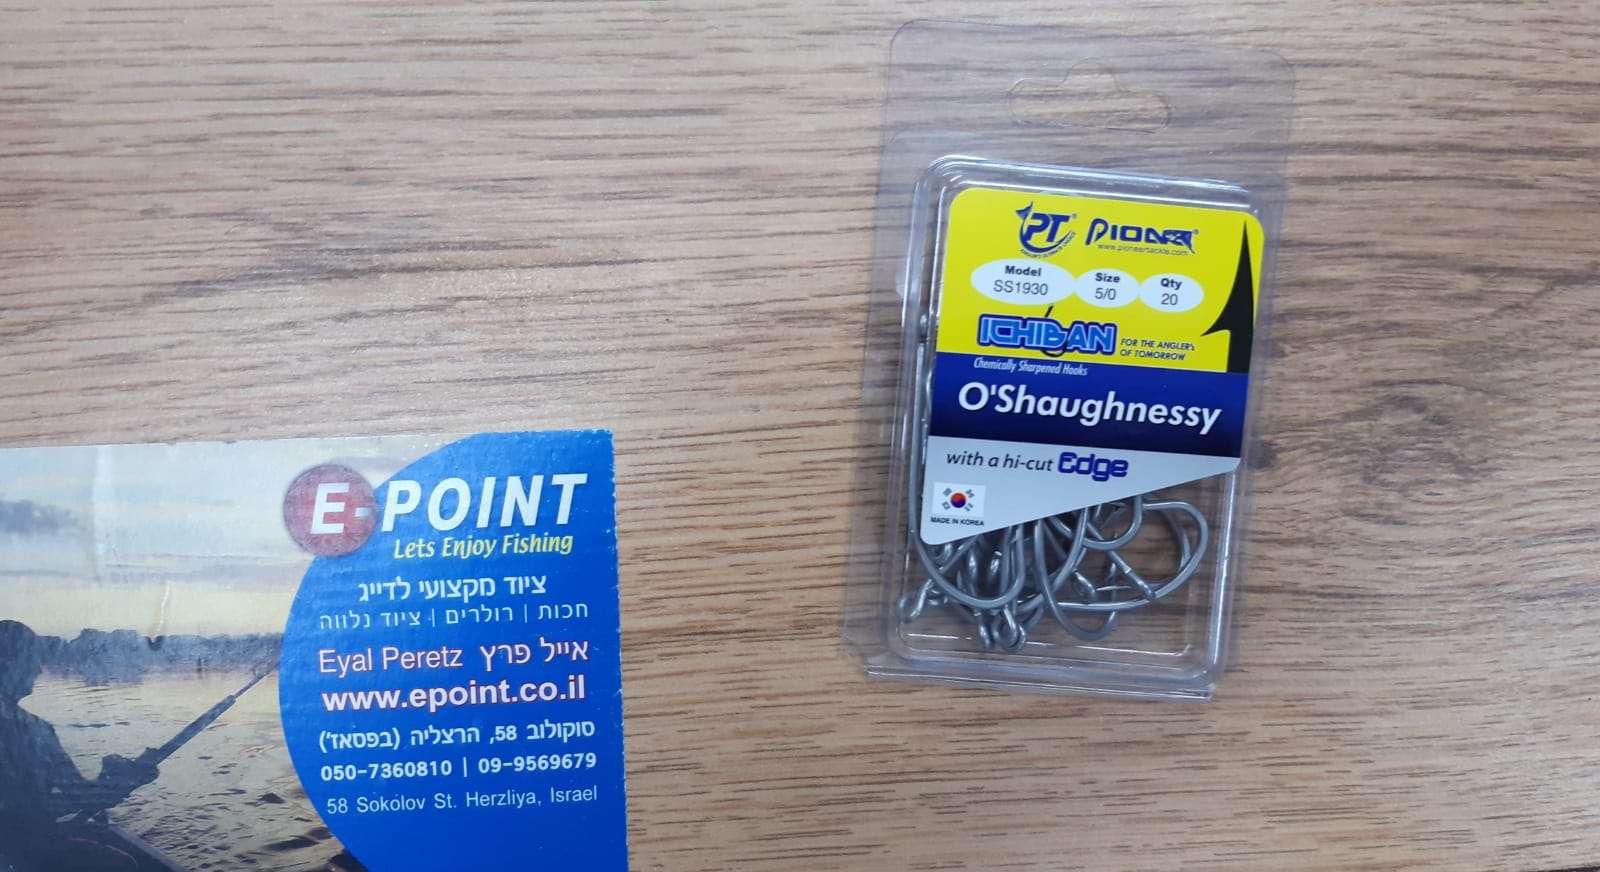 E-POINT
Lets Enjoy Fishing
ציוד מקצועי לדייג
חכות | רולרים | ציוד נלווה
Eyal Peretz אייל פרץ
www.epoint.co.il
סוקולוב 58, הרצליה (בפסאז')
050-7360810 | 09-9569679
58 Sokolov St. Herzliya, Israel
PT PIONEER
www.pioneertackle.com
Model Size Qty
SS1930 5/0 20
ICHIBAN FOR THE ANGLER's
OF TOMORROW
Chemically Sharpened Hooks
O'Shaughnessy
with a hi-cut Edge
MADE IN KOREA